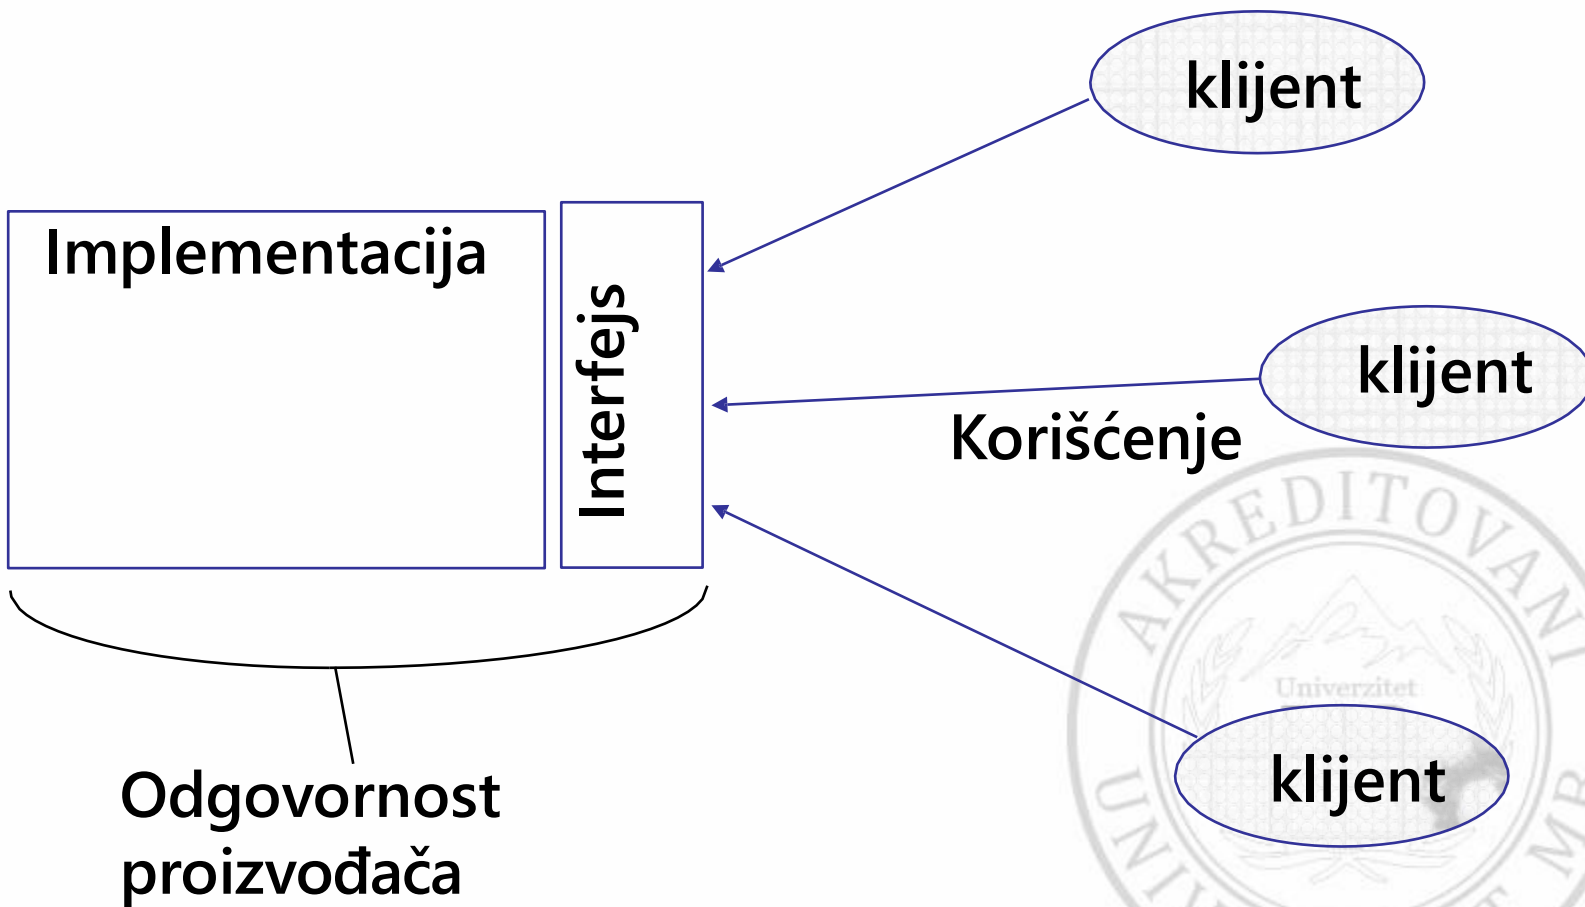 klijent
Implementacija
Interfejs
klijent
Korišćenje
AKREDITOVANI
Univerzitet
klijent
Odgovornost
proizvođača